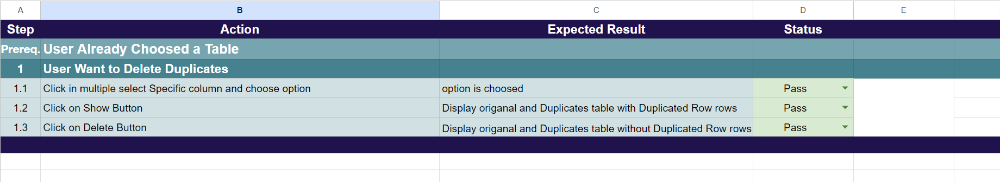 A B C D E
Step Action Expected Result Status
Prereq. User Already Choosed a Table
1 User Want to Delete Duplicates
1.1 Click in multiple select Specific column and choose option option is choosed Pass
1.2 Click on Show Button Display origanal and Duplicates table with Duplicated Row rows Pass
1.3 Click on Delete Button Display origanal and Duplicates table without Duplicated Row rows Pass